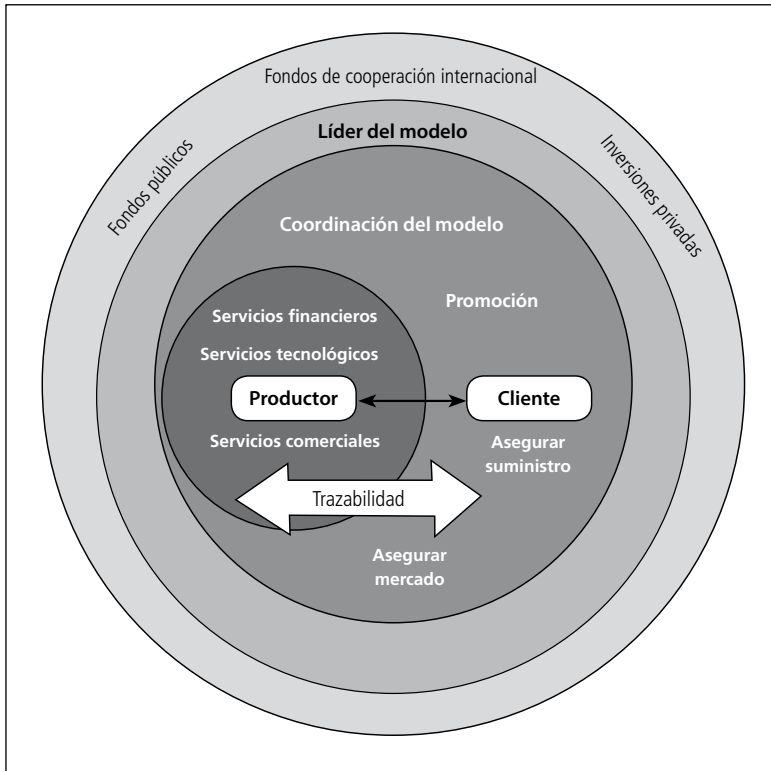 Fondos de cooperación internacional
Líder del modelo
Fondos públicos
Inversiones privadas
Coordinación del modelo
Promoción
Servicios financieros
Servicios tecnológicos
Productor
Cliente
Servicios comerciales
Asegurar
suministro
Trazabilidad
Asegurar
mercado